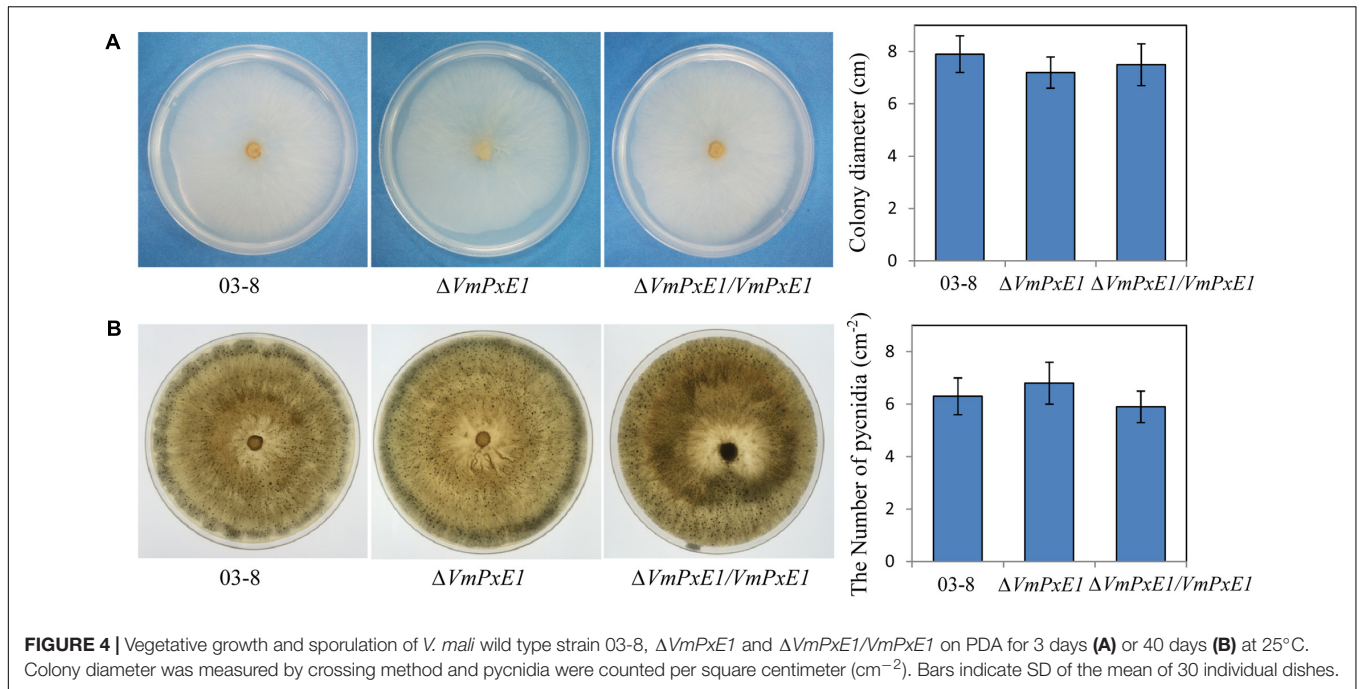 A
03-8
ΔVmPxE1
ΔVmPxE1/VmPxE1
Colony diameter (cm)
8
6
4
2
0
03-8
ΔVmPxE1
ΔVmPxE1/VmPxE1
B
03-8
ΔVmPxE1
ΔVmPxE1/VmPxE1
The Number of pycnidia (cm-2)
8
6
4
2
0
03-8
ΔVmPxE1
ΔVmPxE1/VmPxE1
FIGURE 4 | Vegetative growth and sporulation of V. mali wild type strain 03-8, ΔVmPxE1 and ΔVmPxE1/VmPxE1 on PDA for 3 days (A) or 40 days (B) at 25°C.
Colony diameter was measured by crossing method and pycnidia were counted per square centimeter (cm−2). Bars indicate SD of the mean of 30 individual dishes.